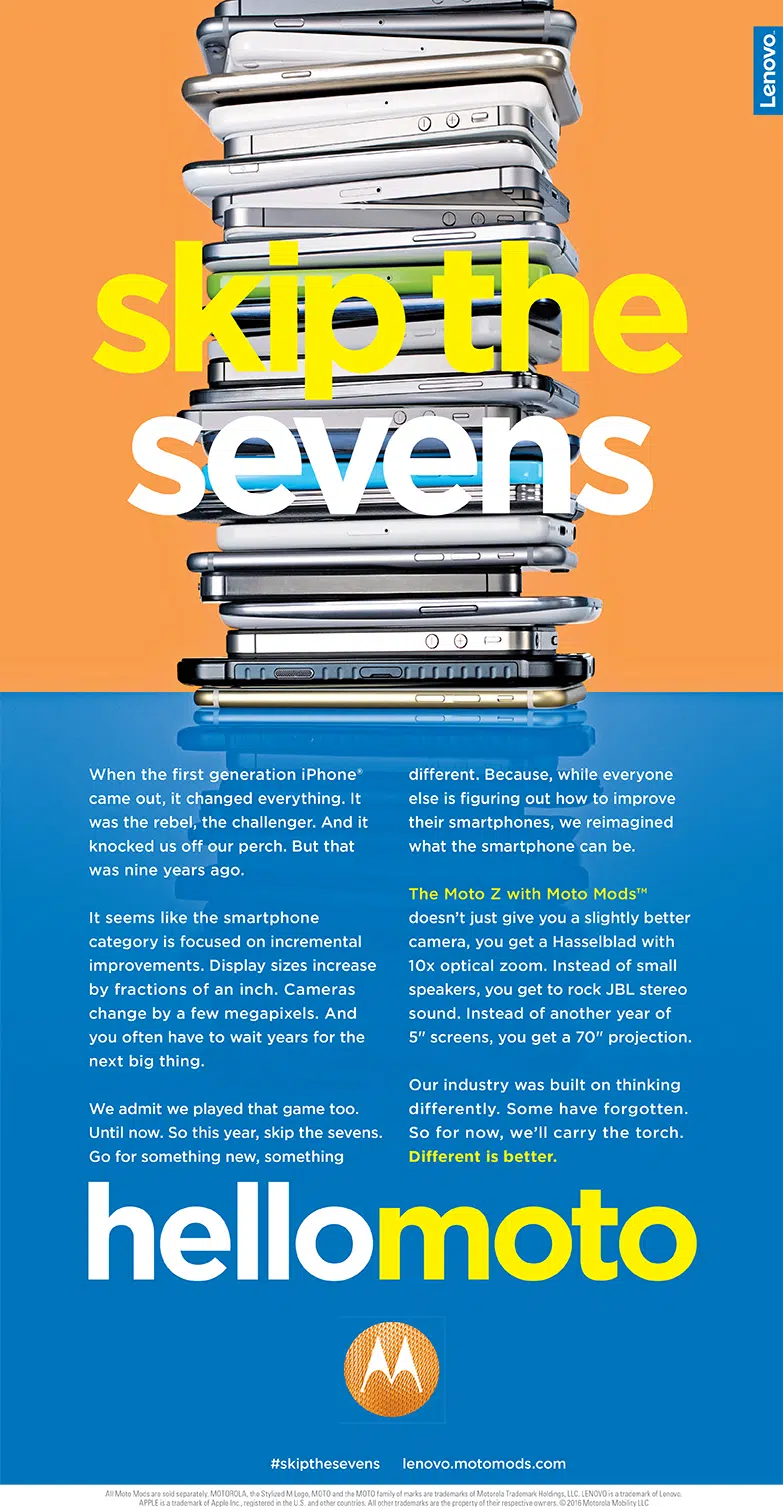 Lenovo™
skip the
sevens
When the first generation iPhone®
came out, it changed everything. It
was the rebel, the challenger. And it
knocked us off our perch. But that
was nine years ago.
It seems like the smartphone
category is focused on incremental
improvements. Display sizes increase
by fractions of an inch. Cameras
change by a few megapixels. And
you often have to wait years for the
next big thing.
We admit we played that game too.
Until now. So this year, skip the sevens.
Go for something new, something
different. Because, while everyone
else is figuring out how to improve
their smartphones, we reimagined
what the smartphone can be.
The Moto Z with Moto Mods™
doesn't just give you a slightly better
camera, you get a Hasselblad with
10x optical zoom. Instead of small
speakers, you get to rock JBL stereo
sound. Instead of another year of
5" screens, you get a 70" projection.
Our industry was built on thinking
differently. Some have forgotten.
So for now, we'll carry the torch.
Different is better.
hellomoto
#skipthesevens lenovo.motomods.com
All Moto Mods are sold separately. MOTOROLA, the Stylized M Logo, MOTO and the MOTO family of marks are trademarks of Motorola Trademark Holdings, LLC. LENOVO is a trademark of Lenovo.
APPLE is a trademark of Apple Inc., registered in the U.S. and other countries. All other trademarks are the property of their respective owners. ©2016 Motorola Mobility LLC